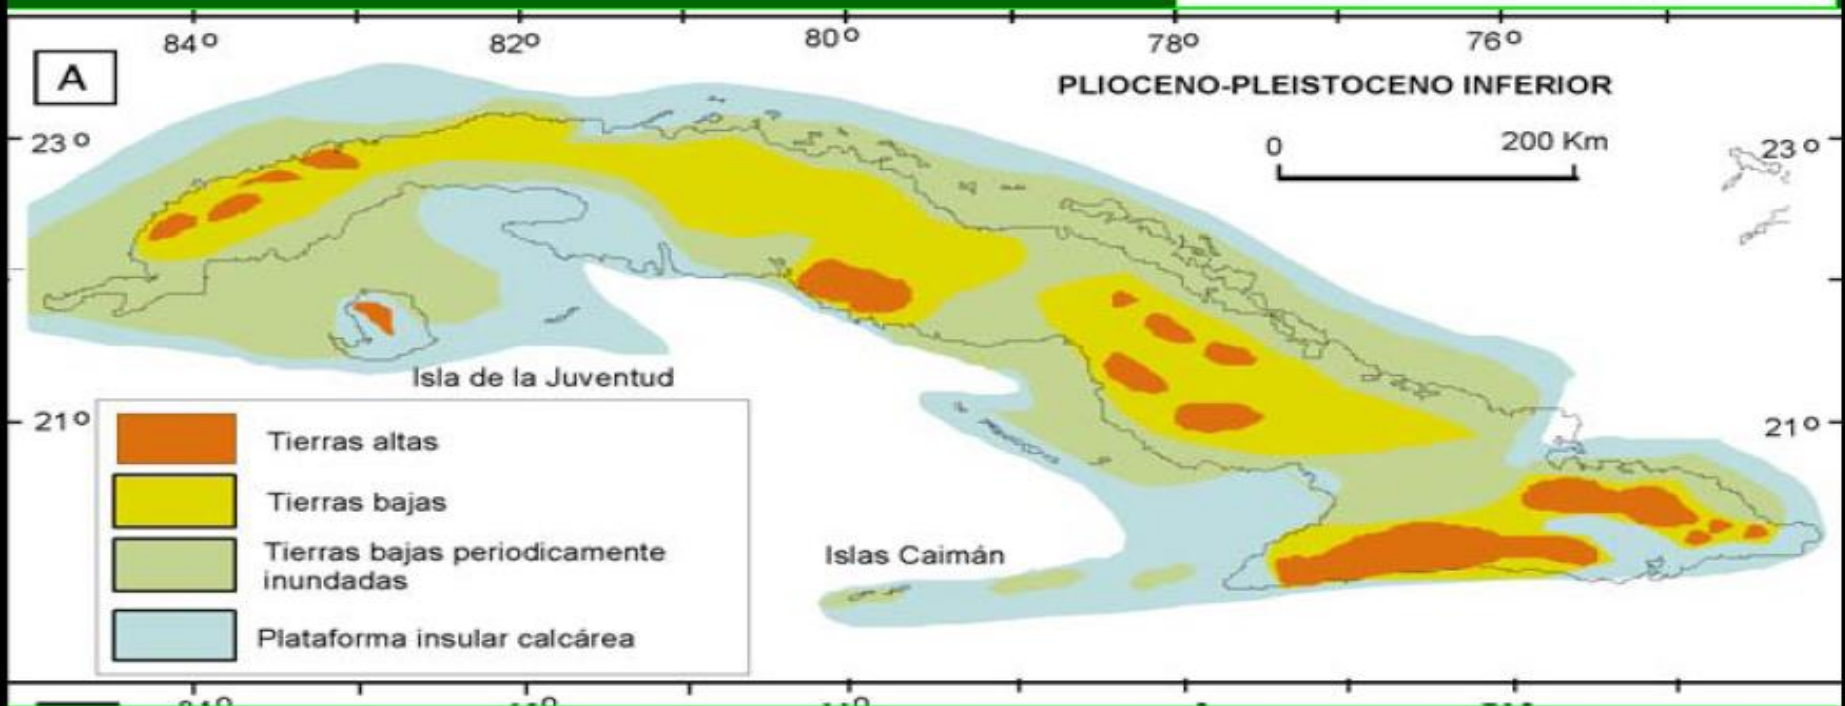 84º 82º 80º 78º 76º
A
PLIOCENO-PLEISTOCENO INFERIOR
23º
0 200 Km
23º
Isla de la Juventud
21º
21º
Tierras altas
Tierras bajas
Tierras bajas periodicamente
inundadas
Plataforma insular calcárea
Islas Caimán